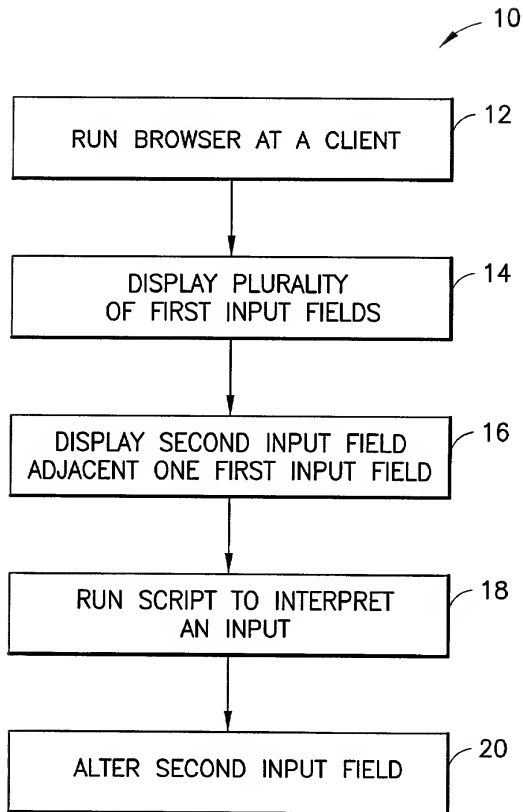 10
RUN BROWSER AT A CLIENT
12
DISPLAY PLURALITY
OF FIRST INPUT FIELDS
14
DISPLAY SECOND INPUT FIELD
ADJACENT ONE FIRST INPUT FIELD
16
RUN SCRIPT TO INTERPRET
AN INPUT
18
ALTER SECOND INPUT FIELD
20